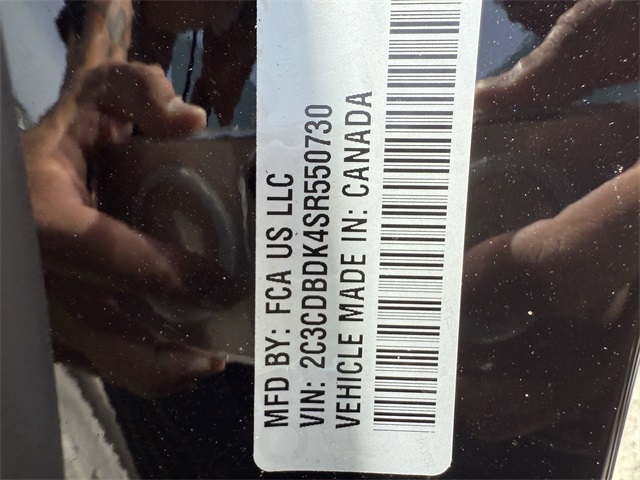 MFD BY: FCA US LLC
VIN: 2C3CDBDK4SR550730
VEHICLE MADE IN: CANADA